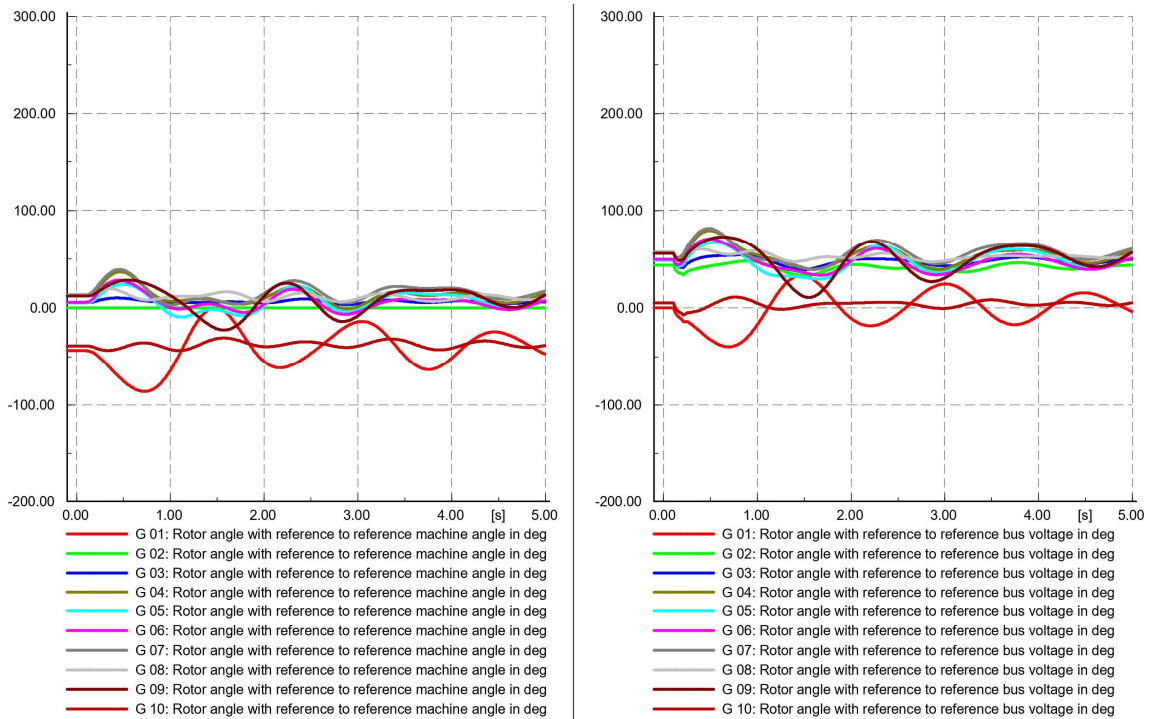 300.00
200.00
100.00
0.00
-100.00
-200.00
0.00 1.00 2.00 3.00 4.00 [s] 5.00
G 01: Rotor angle with reference to reference machine angle in deg
G 02: Rotor angle with reference to reference machine angle in deg
G 03: Rotor angle with reference to reference machine angle in deg
G 04: Rotor angle with reference to reference machine angle in deg
G 05: Rotor angle with reference to reference machine angle in deg
G 06: Rotor angle with reference to reference machine angle in deg
G 07: Rotor angle with reference to reference machine angle in deg
G 08: Rotor angle with reference to reference machine angle in deg
G 09: Rotor angle with reference to reference machine angle in deg
G 10: Rotor angle with reference to reference machine angle in deg
300.00
200.00
100.00
0.00
-100.00
-200.00
0.00 1.00 2.00 3.00 4.00 [s] 5.00
G 01: Rotor angle with reference to reference bus voltage in deg
G 02: Rotor angle with reference to reference bus voltage in deg
G 03: Rotor angle with reference to reference bus voltage in deg
G 04: Rotor angle with reference to reference bus voltage in deg
G 05: Rotor angle with reference to reference bus voltage in deg
G 06: Rotor angle with reference to reference bus voltage in deg
G 07: Rotor angle with reference to reference bus voltage in deg
G 08: Rotor angle with reference to reference bus voltage in deg
G 09: Rotor angle with reference to reference bus voltage in deg
G 10: Rotor angle with reference to reference bus voltage in deg